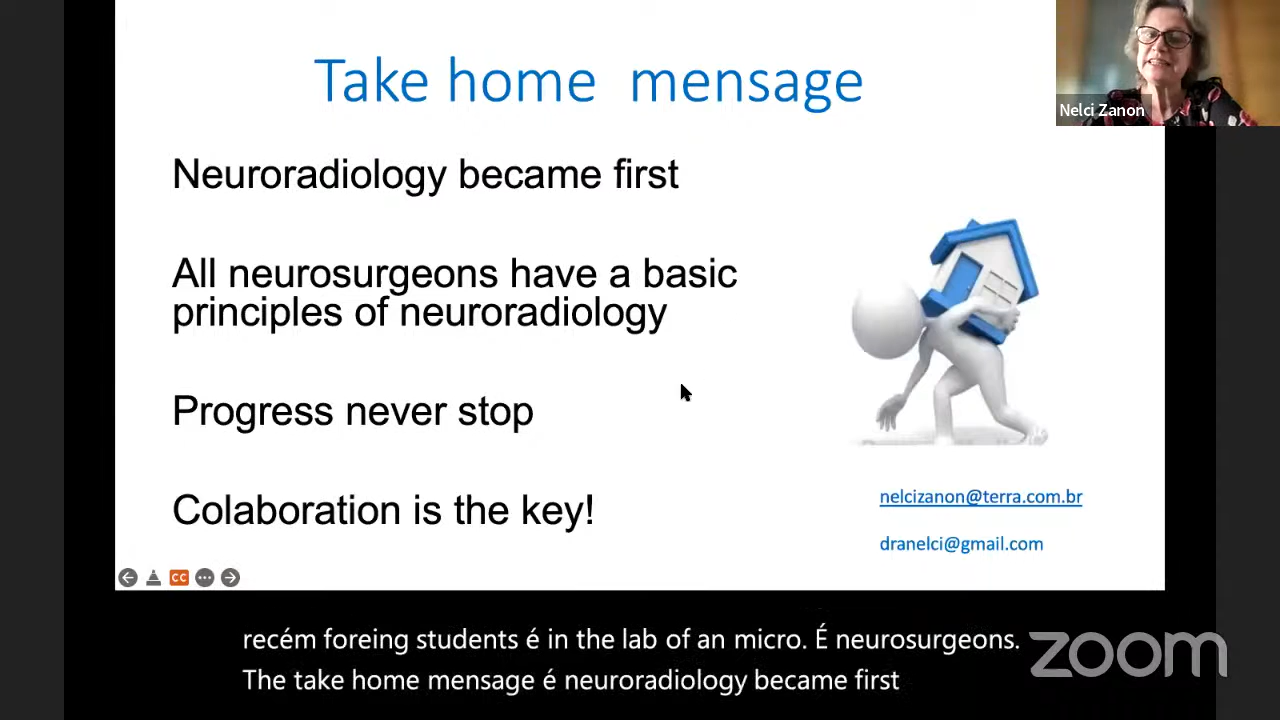 Take home mensage
Nelci Zanon
Neuroradiology became first
All neurosurgeons have a basic
principles of neuroradiology
Progress never stop
Colaboration is the key!
nelcizanon@terra.com.br
dranelci@gmail.com
CC
recém foreing students é in the lab of an micro. É neurosurgeons.
The take home mensage é neuroradiology became first
zoom